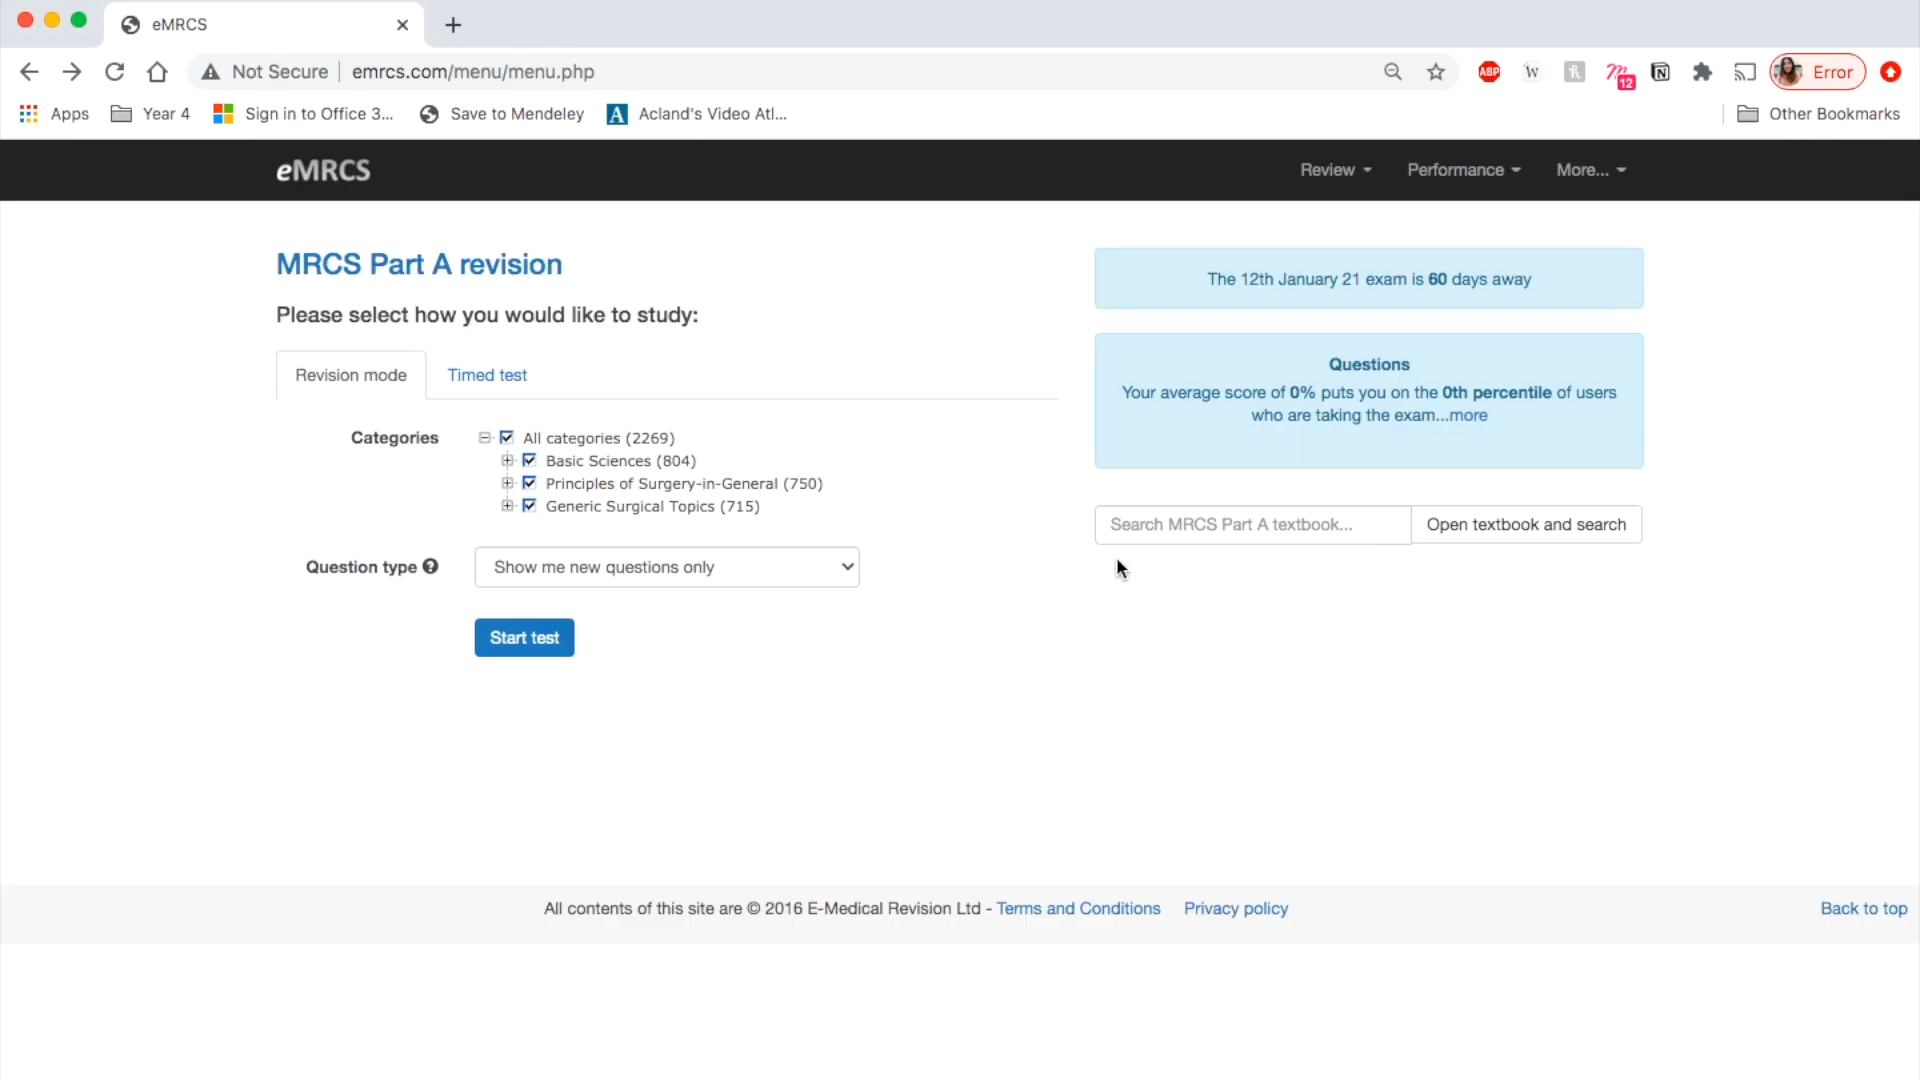 eMRCS
Not Secure emrcs.com/menu/menu.php
ABP
W
12
Error
Apps
Year 4
Sign in to Office 3...
Save to Mendeley
A
Acland's Video Atl...
Other Bookmarks
eMRCS
Review
Performance
More...
MRCS Part A revision
Please select how you would like to study:
Revision mode
Timed test
Categories
All categories (2269)
Basic Sciences (804)
Principles of Surgery-in-General (750)
Generic Surgical Topics (715)
Question type ?
Show me new questions only
Start test
The 12th January 21 exam is 60 days away
Questions
Your average score of 0% puts you on the 0th percentile of users
who are taking the exam...more
Search MRCS Part A textbook...
Open textbook and search
All contents of this site are © 2016 E-Medical Revision Ltd - Terms and Conditions Privacy policy
Back to top